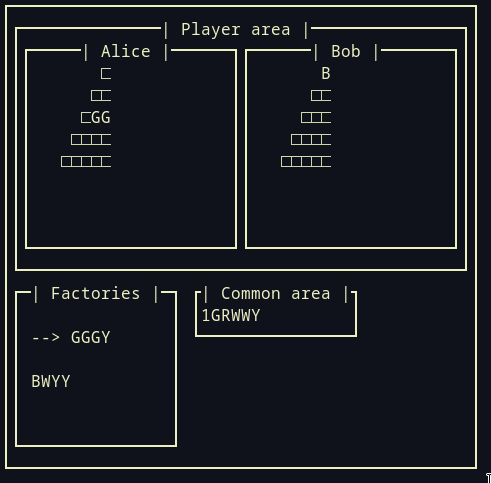 Player area
Alice
Bob
□
B
□□
□□
□GG
□□□
□□□□
□□□□
□□□□□
□□□□□
Factories
Common area
1GRWWY
--> GGGY
BWYY